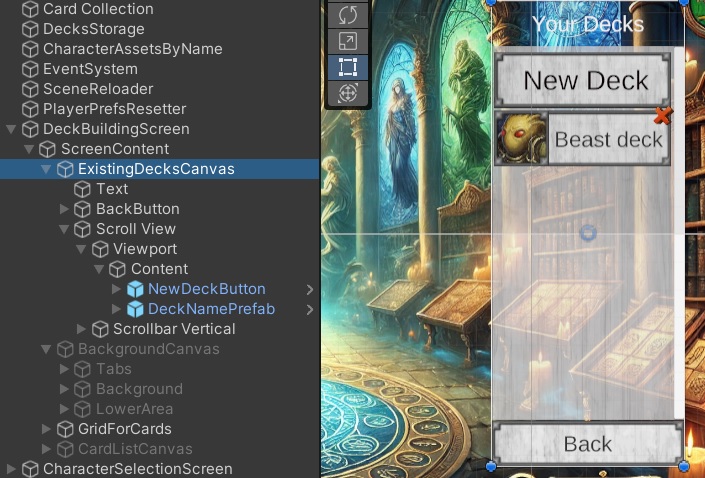 Card Collection
DecksStorage
CharacterAssetsByName
EventSystem
SceneReloader
PlayerPrefsResetter
DeckBuildingScreen
ScreenContent
ExistingDecksCanvas
Text
BackButton
Scroll View
Viewport
Content
NewDeckButton
DeckNamePrefab
Scrollbar Vertical
BackgroundCanvas
Tabs
Background
LowerArea
GridForCards
CardListCanvas
CharacterSelectionScreen
Your Decks
New Deck
Beast deck
Back